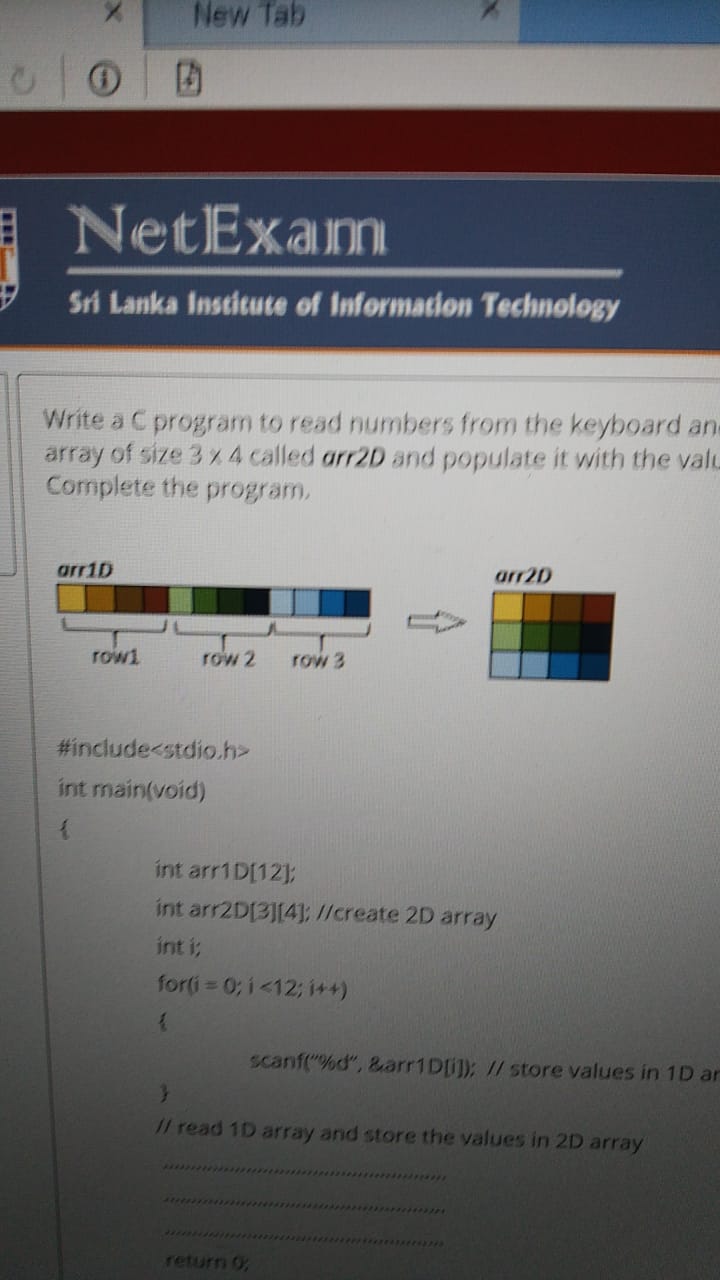 New Tab
NetExam
Sri Lanka Institute of Information Technology
Write a C program to read numbers from the keyboard an
array of size 3 x 4 called arr2D and populate it with the valu
Complete the program.
arr1D
arr2D
row1 row 2 row 3
#include<stdio.h>
int main(void)
{
int arr1D[12];
int arr2D[3][4]; //create 2D array
int i;
for(i = 0; i <12; i++)
{
scanf("%d", &arr1D[i]); // store values in 1D ar
}
// read 1D array and store the values in 2D array
return 0;